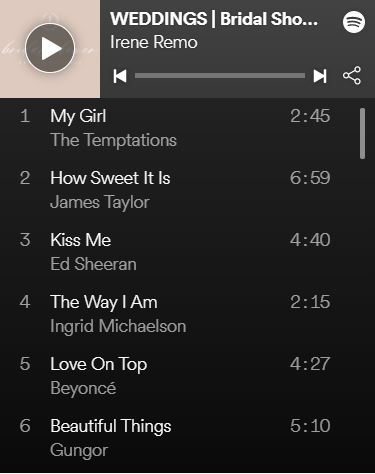 WEDDINGS | Bridal Sho...
Irene Remo
1 My Girl 2:45
The Temptations
2 How Sweet It Is 6:59
James Taylor
3 Kiss Me 4:40
Ed Sheeran
4 The Way I Am 2:15
Ingrid Michaelson
5 Love On Top 4:27
Beyoncé
6 Beautiful Things 5:10
Gungor